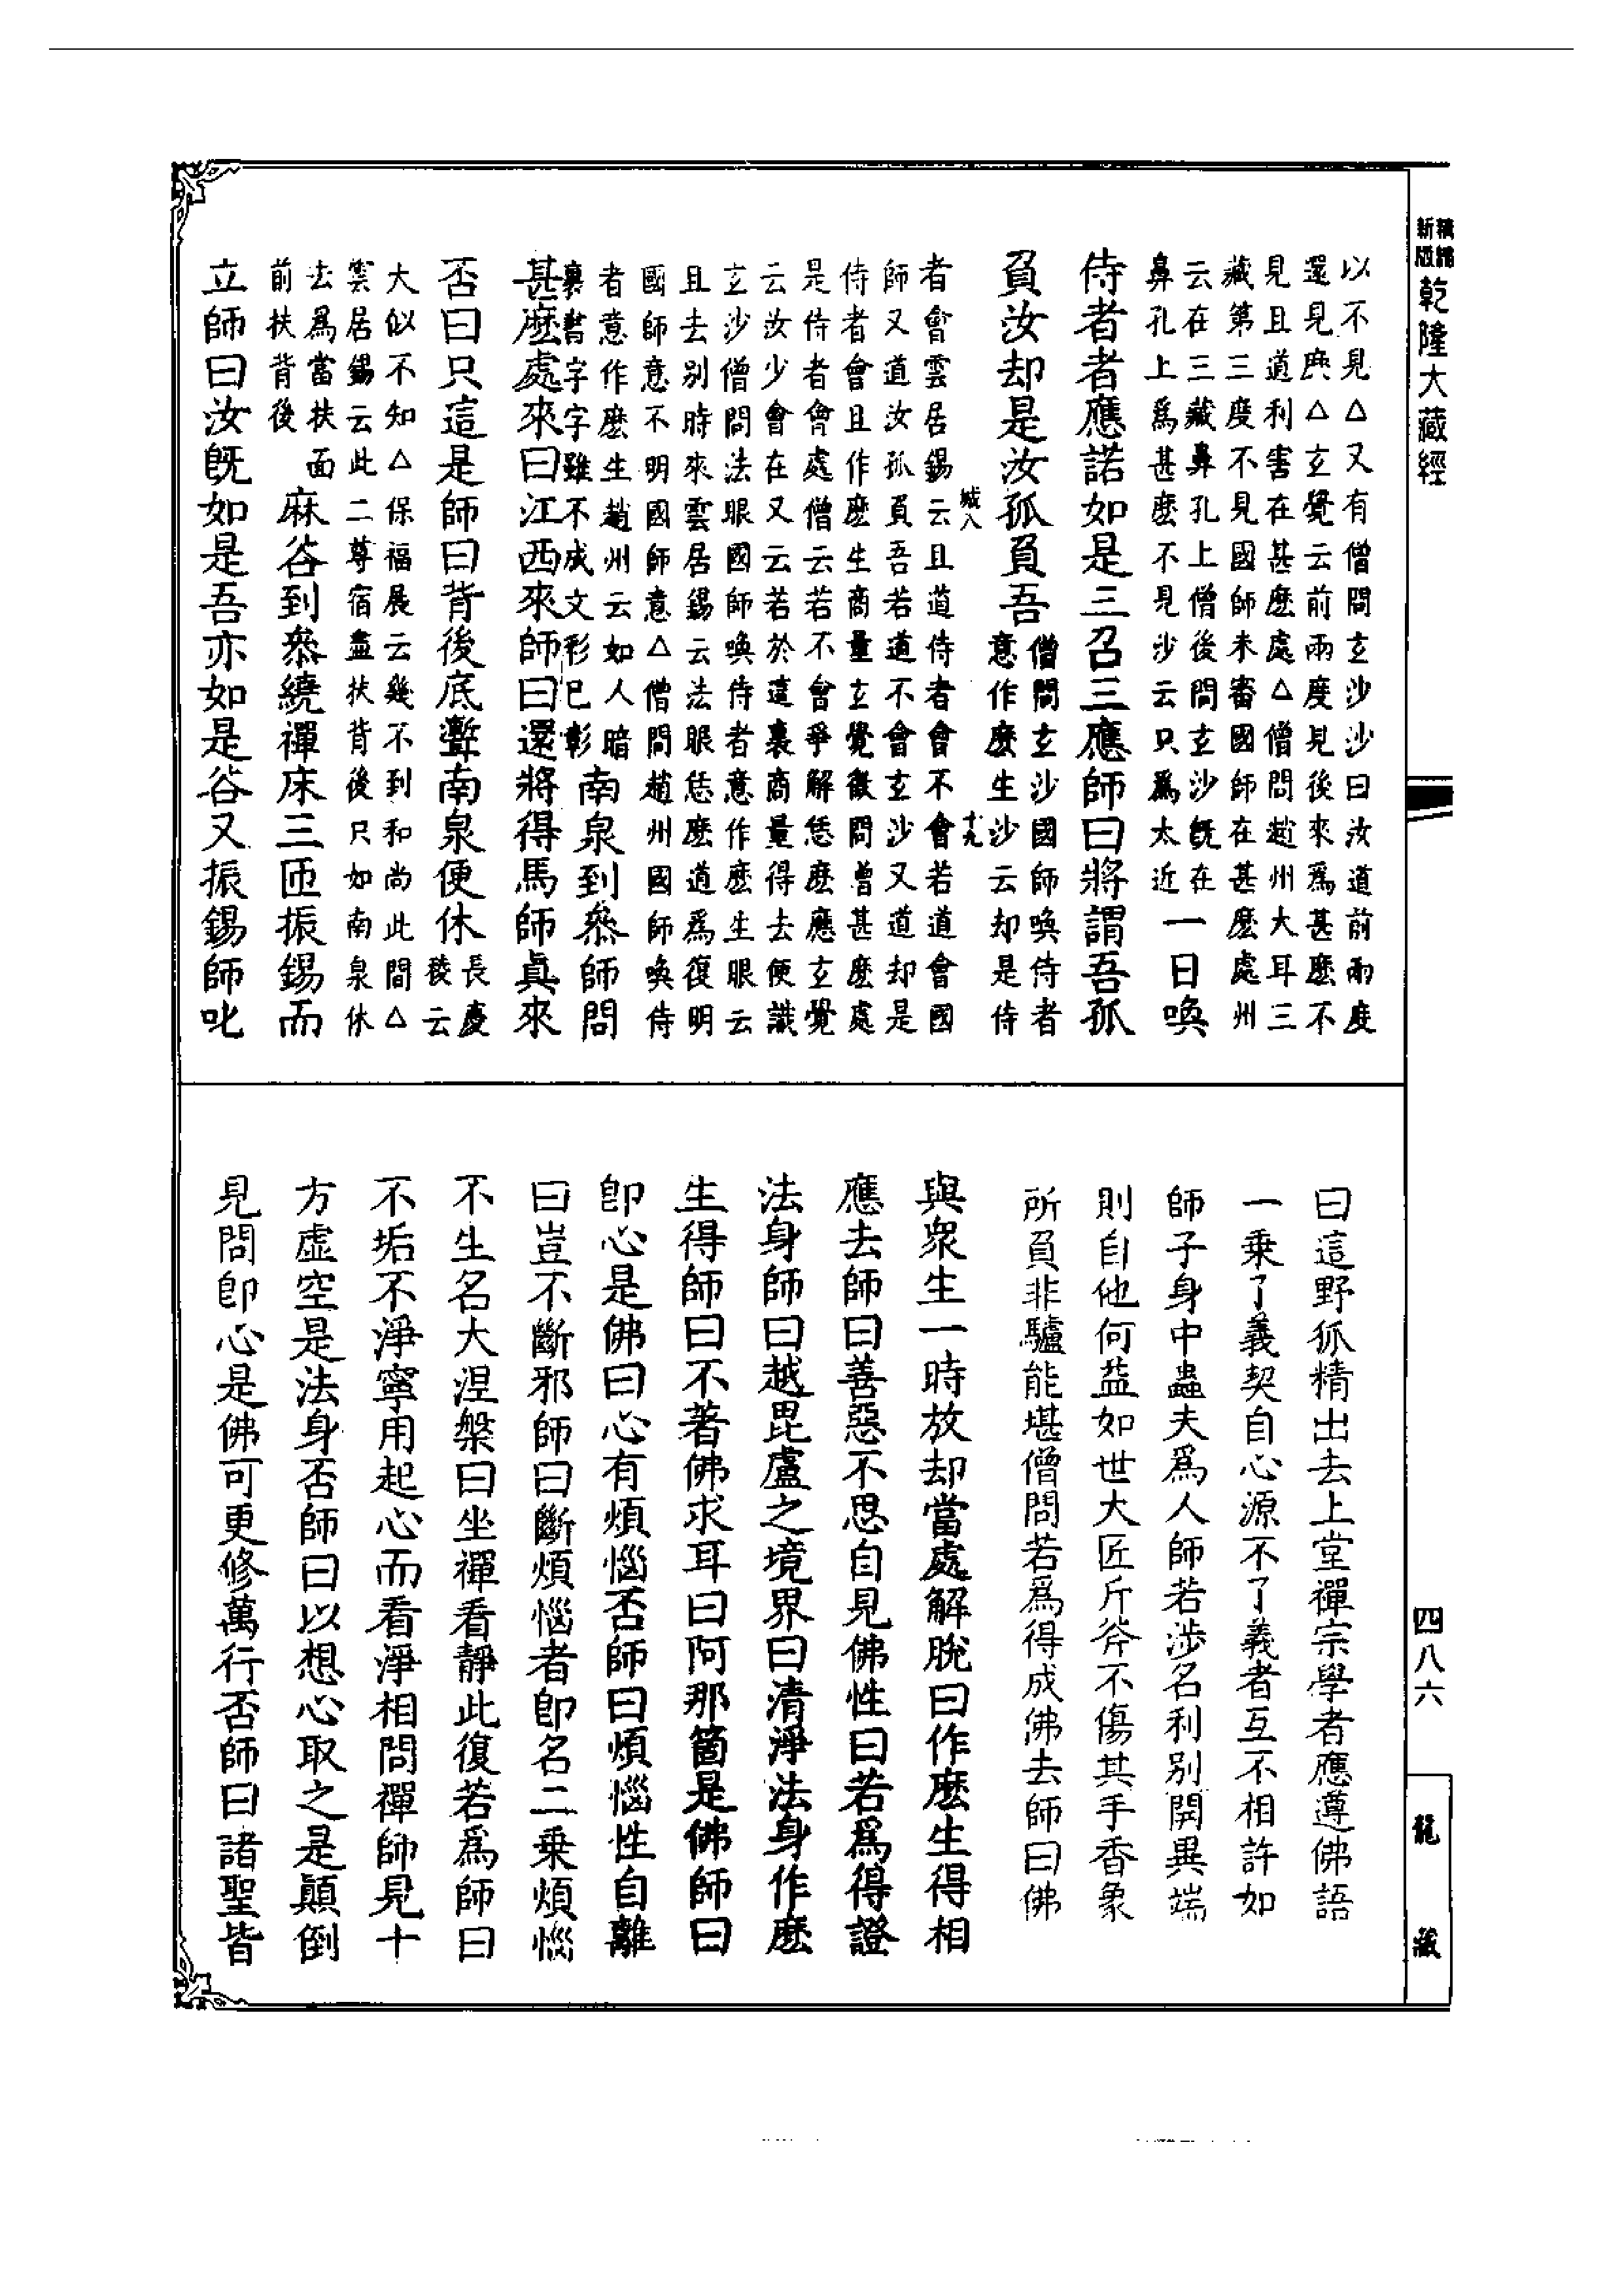 新版
精縮
乾隆大藏經
以不見△又有僧問玄沙沙曰汝道前兩度
還見麽△玄覺云前兩度見後來爲甚麽不
見且道利害在甚麽處△僧問趙州大耳三
藏第三度不見國師未審國師在甚麽處州
云在三藏鼻孔上僧後問玄沙旣在
鼻孔上爲甚麽不見沙云只爲太近
一日喚
侍者者應諾如是三召三應師曰將謂吾孤
負汝却是汝孤負吾
僧問玄沙國師喚侍者
意作麽生沙云却是侍
城八
十九
者會雲居錫云且道侍者會不會若道會國
師又道汝孤負吾若道不會玄沙又道却是
侍者會且作麽生商量玄覺徵問僧甚麽處
是侍者會處僧云若不會爭解恁麽應玄覺
云汝少會在又云若於這裏商量得去便識
玄沙僧問法眼國師喚侍者意作麽生眼云
且去別時來雲居錫云法眼恁麽道爲復明
國師意不明國師意△僧問趙州國師喚侍
者意作麽生趙州云如人暗
裏書字字雖不成文彩已彰
南泉到參師問
甚麽處來曰江西來師曰還將得馬師眞來
否曰只這是師曰背後底聻南泉便休
長慶
稜云
大似不知△保福展云幾不到和尚此間△
雲居錫云此二尊宿盡扶背後只如南泉休
去爲當扶面
前扶背後
麻谷到參繞禪床三匝振錫而
立師曰汝旣如是吾亦如是谷又振錫師叱
曰這野狐精出去上堂禪宗學者應遵佛語
一乗了義契自心源不了義者互不相許如
師子身中蟲夫爲人師若涉名利別開異端
則自他何益如世大匠斤斧不傷其手香象
所負非驢能堪僧問若爲得成佛去師曰佛
與衆生一時放却當處解脫曰作麽生得相
應去師曰善惡不思自見佛性曰若爲得證
法身師曰越毘盧之境界曰清淨法身作麽
生得師曰不著佛求耳曰阿那箇是佛師曰
卽心是佛曰心有煩惱否師曰煩惱性自離
曰豈不斷邪師曰斷煩惱者卽名二乗煩惱
不生名大涅槃曰坐禪看靜此復若爲師曰
不垢不淨寧用起心而看淨相問禪師見十
方虛空是法身否師曰以想心取之是顚倒
見問卽心是佛可更修萬行否師曰諸聖皆
四八六
龍藏